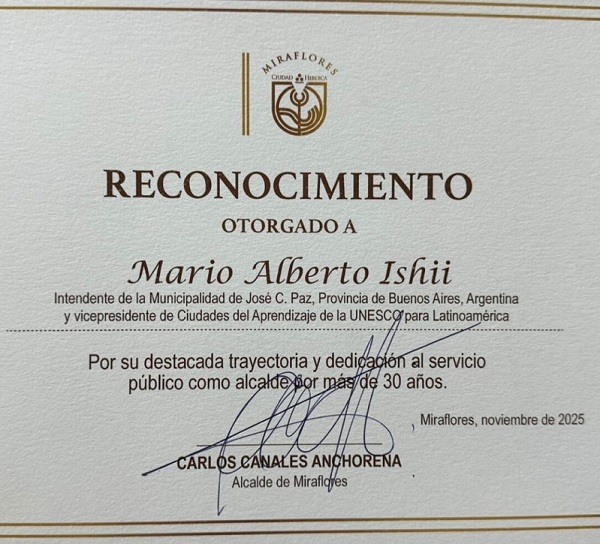 MIRAFLORES
CIUDAD HEROICA
RECONOCIMIENTO
OTORGADO A
Mario Alberto Ishii
Intendente de la Municipalidad de José C. Paz, Provincia de Buenos Aires, Argentina
y vicepresidente de Ciudades del Aprendizaje de la UNESCO para Latinoamérica
Por su destacada trayectoria y dedicación al servicio
público como alcalde por más de 30 años.
, Miraflores, noviembre de 2025
CARLOS CANALES ANCHORENA
Alcalde de Miraflores